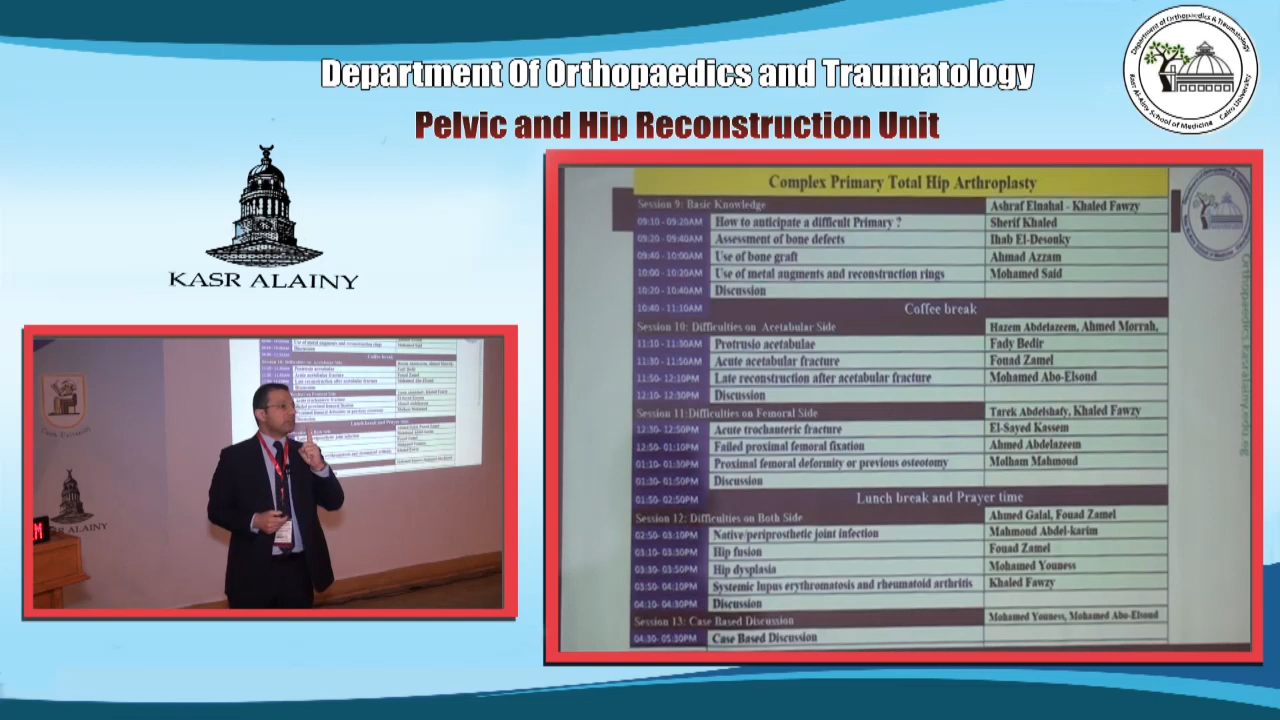 Department Of Orthopaedics and Traumatology
Pelvic and Hip Reconstruction Unit
Department of Orthopaedics & Traumatology
Kasr Al-Ainy School of Medicine Cairo University
KASR ALAINY
Complex Primary Total Hip Arthroplasty
Session 9: Basic Knowledge Ashraf Elnahal - Khaled Fawzy
09:10 - 09:20AM How to anticipate a difficult Primary ? Sherif Khaled
09:20 - 09:40AM Assessment of bone defects Ihab El-Desouky
09:40 - 10:00AM Use of bone graft Ahmad Azzam
10:00 - 10:20AM Use of metal augments and reconstruction rings Mohamed Said
10:20 - 10:40AM Discussion
10:40 - 11:10AM Coffee break
Session 10: Difficulties on Acetabular Side Hazem Abdelazeem, Ahmed Morrah,
11:10 - 11:30AM Protrusio acetabulae Fady Bedir
11:30 - 11:50AM Acute acetabular fracture Fouad Zamel
11:50- 12:10PM Late reconstruction after acetabular fracture Mohamed Abo-Elsoud
12:10- 12:30PM Discussion
Session 11:Difficulties on Femoral Side Tarek Abdelshafy, Khaled Fawzy
12:30- 12:50PM Acute trochanteric fracture El-Sayed Kassem
12:50- 01:10PM Failed proximal femoral fixation Ahmed Abdelazeem
01:10- 01:30PM Proximal femoral deformity or previous osteotomy Molham Mahmoud
01:30- 01:50PM Discussion
01:50- 02:50PM Lunch break and Prayer time
Session 12: Difficulties on Both Side Ahmed Galal, Fouad Zamel
02:50- 03:10PM Native/periprosthetic joint infection Mahmoud Abdel-karim
03:10- 03:30PM Hip fusion Fouad Zamel
03:30- 03:50PM Hip dysplasia Mohamed Youness
03:50- 04:10PM Systemic lupus erythromatosis and rheumatoid arthritis Khaled Fawzy
04:10- 04:30PM Discussion
Session 13: Case Based Discussion Mohamed Youness, Mohamed Abo-Elsoud
04:30- 05:30PM Case Based Discussion